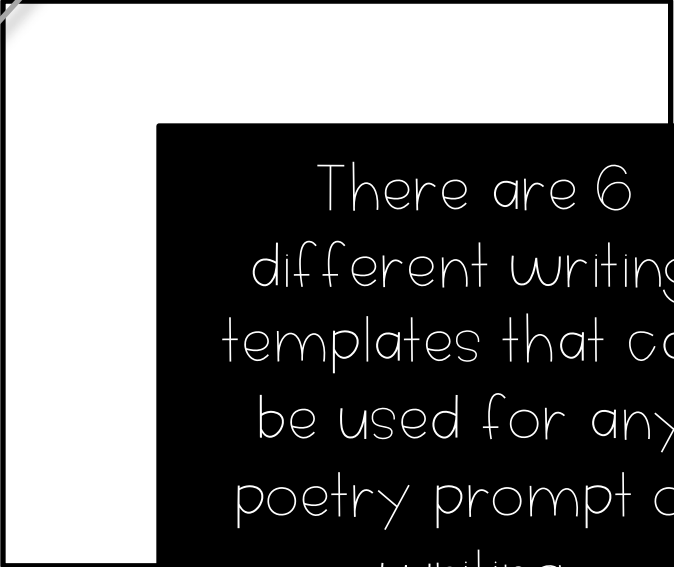 There are 6
different writing
templates that
be used for any
poetry prompt